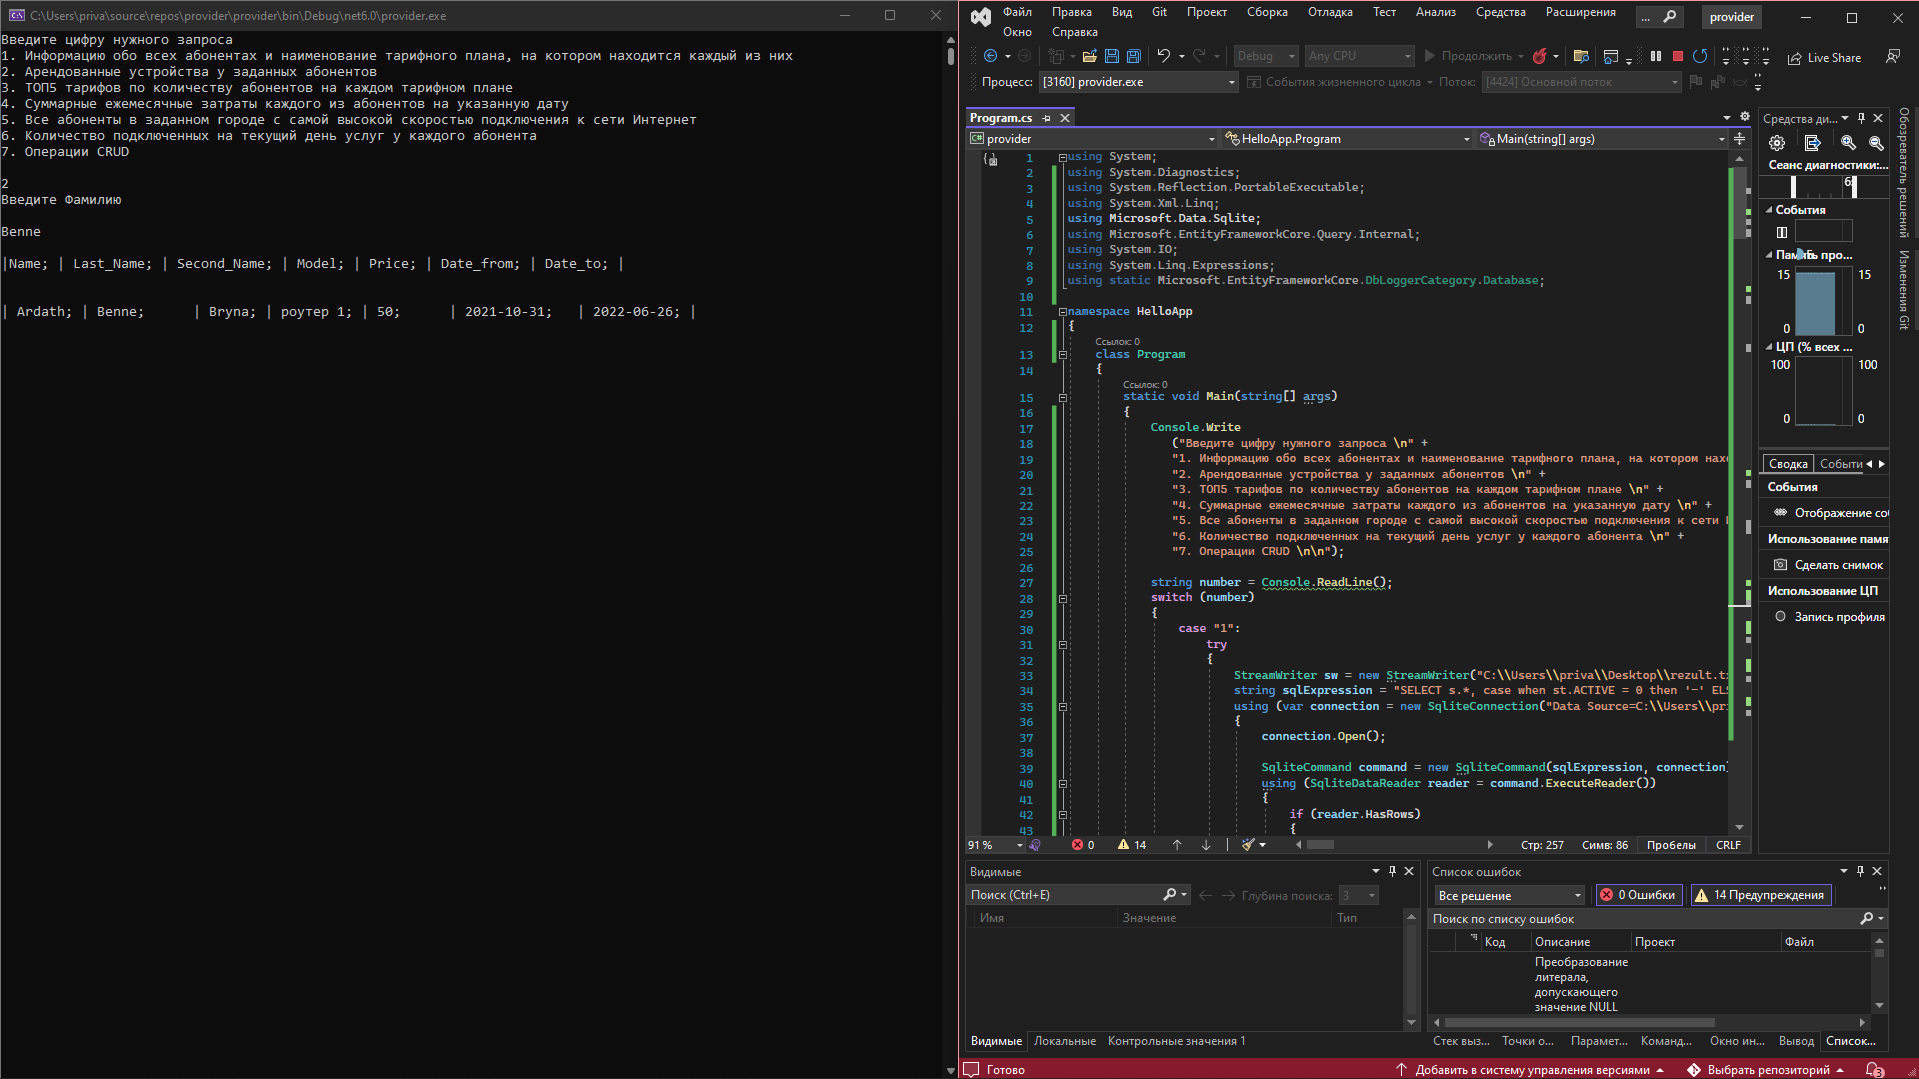 C:\Users\priva\source\repos\provider\provider\bin\Debug\net6.0\provider.exe
Введите цифру нужного запроса
1. Информацию обо всех абонентах и наименование тарифного плана, на котором находится каждый из них
2. Арендованные устройства у заданных абонентов
3. ТОП5 тарифов по количеству абонентов на каждом тарифном плане
4. Суммарные ежемесячные затраты каждого из абонентов на указанную дату
5. Все абоненты в заданном городе с самой высокой скоростью подключения к сети Интернет
6. Количество подключенных на текущий день услуг у каждого абонента
7. Операции CRUD
2
Введите Фамилию
Benne
|Name; | Last_Name; | Second_Name; | Model; | Price; | Date_from; | Date_to; |
| Ardath; | Benne; | Bryna; | роутер 1; | 50; | 2021-10-31; | 2022-06-26; |
Файл Правка Вид Git Проект Сборка Отладка Тест Анализ Средства Расширения ... provider
Окно Справка
Debug Any CPU Продолжить Live Share
Процесс: [3160] provider.exe События жизненного цикла Поток: [4424] Основной поток
Program.cs
provider HelloApp.Program Main(string[] args)
1 using System;
2 using System.Diagnostics;
3 using System.Reflection.PortableExecutable;
4 using System.Xml.Linq;
5 using Microsoft.Data.Sqlite;
6 using Microsoft.EntityFrameworkCore.Query.Internal;
7 using System.IO;
8 using System.Linq.Expressions;
9 using static Microsoft.EntityFrameworkCore.DbLoggerCategory.Database;
10
11 namespace HelloApp
12 {
Ссылок: 0
13 class Program
14 {
Ссылок: 0
15 static void Main(string[] args)
16 {
17 Console.Write
18 ("Введите цифру нужного запроса \n" +
19 "1. Информацию обо всех абонентах и наименование тарифного плана, на котором нахо
20 "2. Арендованные устройства у заданных абонентов \n" +
21 "3. ТОП5 тарифов по количеству абонентов на каждом тарифном плане \n" +
22 "4. Суммарные ежемесячные затраты каждого из абонентов на указанную дату \n" +
23 "5. Все абоненты в заданном городе с самой высокой скоростью подключения к сети
24 "6. Количество подключенных на текущий день услуг у каждого абонента \n" +
25 "7. Операции CRUD \n\n");
26
27 string number = Console.ReadLine();
28 switch (number)
29 {
30 case "1":
31 try
32 {
33 StreamWriter sw = new StreamWriter("C:\\Users\\priva\\Desktop\\rezult.t
34 string sqlExpression = "SELECT s.*, case when st.ACTIVE = 0 then '-' ELS
35 using (var connection = new SqliteConnection("Data Source=C:\\Users\\pri
36 {
37 connection.Open();
38
39 SqliteCommand command = new SqliteCommand(sqlExpression, connection)
40 using (SqliteDataReader reader = command.ExecuteReader())
41 {
42 if (reader.HasRows)
43 {
91 % 0 14 Стр: 257 Симв: 86 Пробелы CRLF
Средства ди...
Сеанс диагностики:...
События
Память про...
15 15
0 0
ЦП (% всех ...
100 100
0 0
Сводка Событи
События
Отображение соб
Использование памя
Сделать снимок
Использование ЦП
Запись профиля
Обозреватель решений
Изменения Git
Видимые
Поиск (Ctrl+E) Глубина поиска: 3
Имя Значение Тип
Видимые Локальные Контрольные значения 1
Список ошибок
Все решение 0 Ошибки 14 Предупреждения
Поиск по списку ошибок
Код Описание Проект Файл
Преобразование
литерала,
допускающего
значение NULL
Стек выз... Точки о... Парамет... Команд... Окно ин... Вывод Список...
Готово Добавить в систему управления версиями Выбрать репозиторий 3